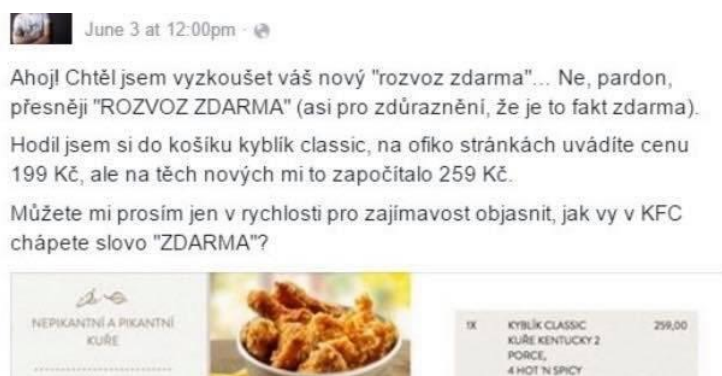 June 3 at 12:00pm ·
Ahoj! Chtěl jsem vyzkoušet váš nový "rozvoz zdarma"... Ne, pardon,
přesněji "ROZVOZ ZDARMA" (asi pro zdůraznění, že je to fakt zdarma).
Hodil jsem si do košíku kyblík classic, na ofiko stránkách uvádíte cenu
199 Kč, ale na těch nových mi to započítalo 259 Kč.
Můžete mi prosím jen v rychlosti pro zajímavost objasnit, jak vy v KFC
chápete slovo "ZDARMA"?
NEPIKANTNÍ A PIKANTNÍ
KUŘE
1X KYBLÍK CLASSIC 259,00
KUŘE KENTUCKY 2
PORCE,
4 HOT 'N SPICY